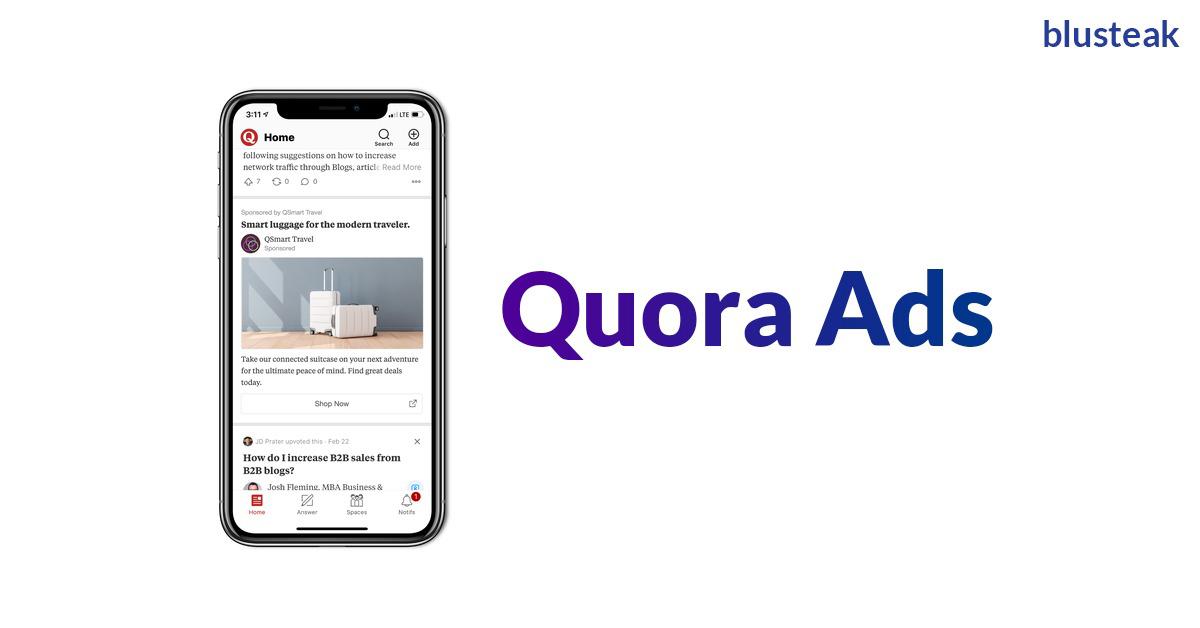 blusteak
3:11
LTE
Q Home
Search
Add
following suggestions on how to increase
network traffic through Blogs, articl Read More
7 0 0
Sponsored by QSmart Travel
Smart luggage for the modern traveler.
QSmart Travel
Sponsored
Take our connected suitcase on your next adventure
for the ultimate peace of mind. Find great deals
today.
Shop Now
JD Prater upvoted this · Feb 22
How do I increase B2B sales from
B2B blogs?
Josh Fleming, MBA Business &
1
Home Answer Spaces Notifs
Quora Ads